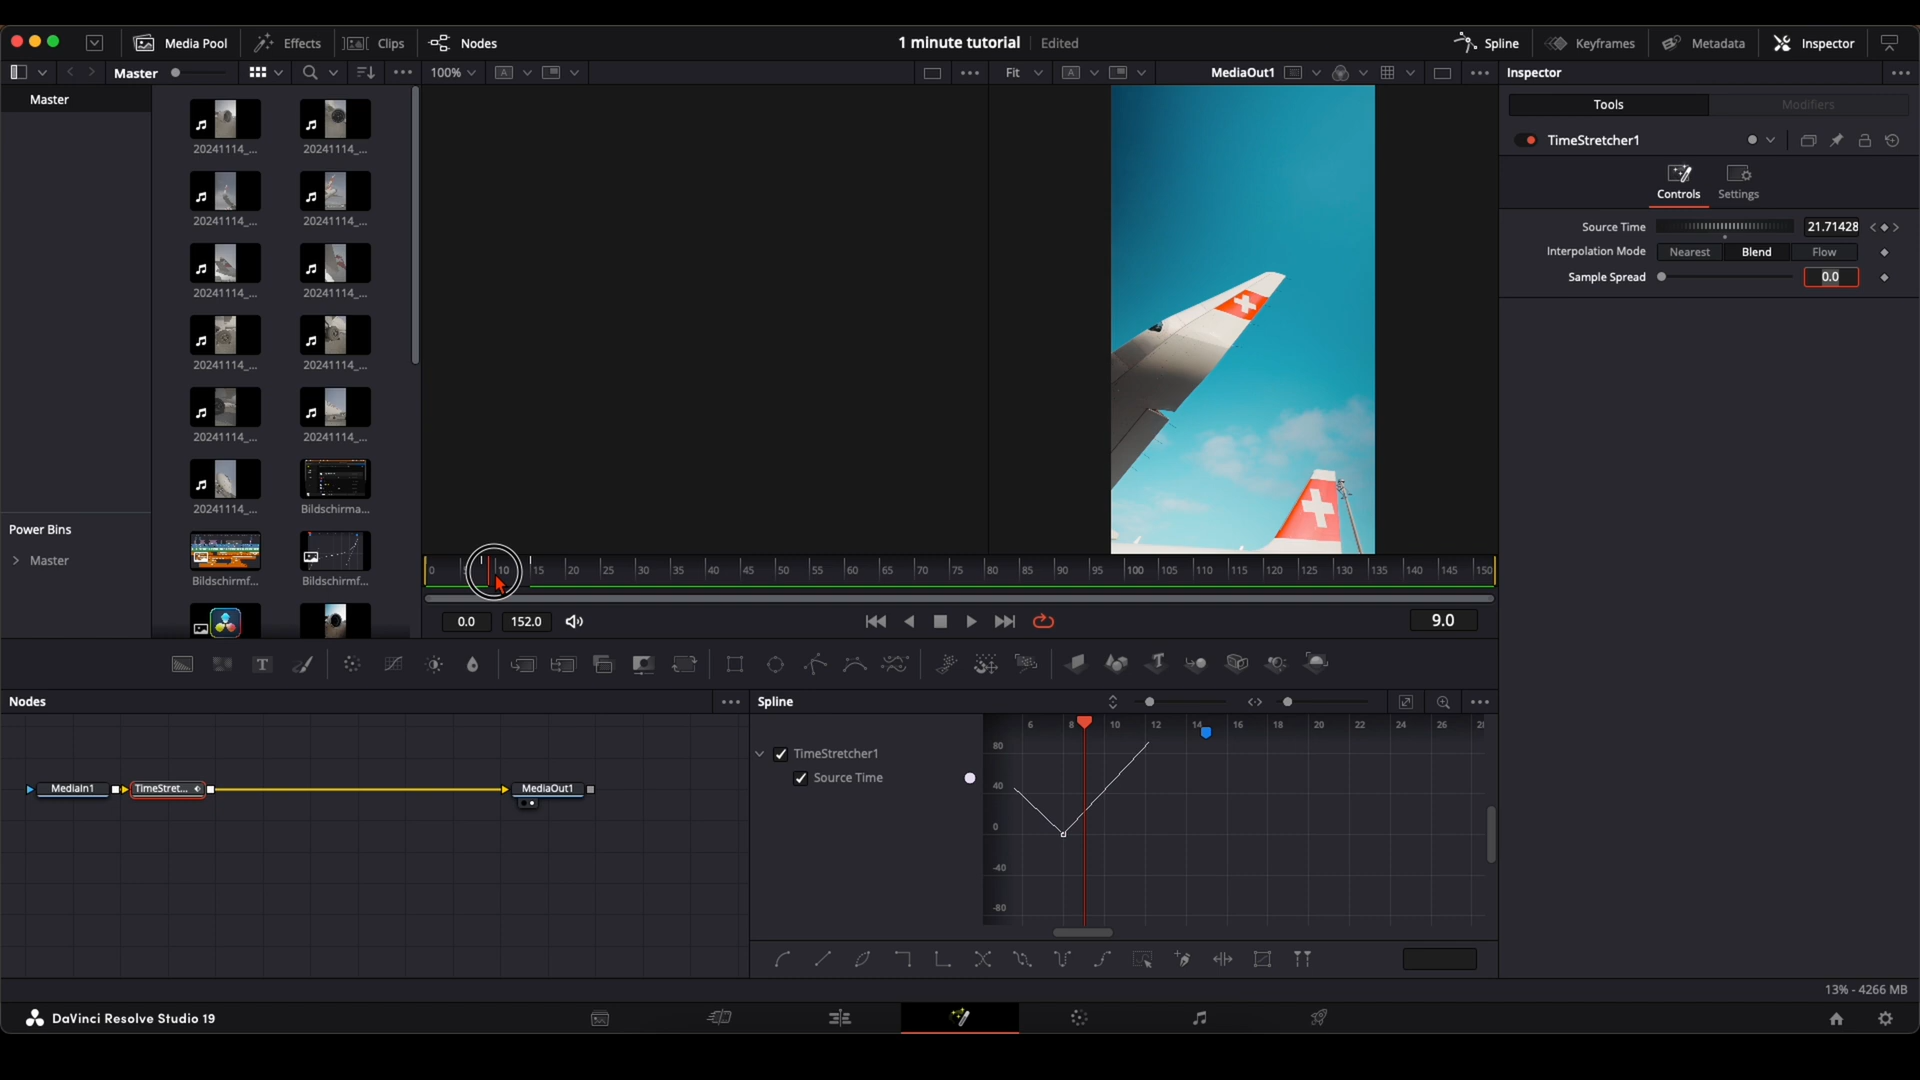 Media Pool
Effects
Clips
Nodes
1 minute tutorial
Edited
Spline
Keyframes
Metadata
Inspector
Master
100%
Fit
MediaOut1
Inspector
Master
Tools
Modifiers
TimeStretcher1
Controls
Settings
Source Time
21.71428
Interpolation Mode
Nearest
Blend
Flow
Sample Spread
0.0
20241114_...
20241114_...
20241114_...
20241114_...
20241114_...
20241114_...
20241114_...
20241114_...
20241114_...
20241114_...
20241114_...
Bildschirma...
Bildschirmf...
Bildschirmf...
Power Bins
Master
0 10 15 20 25 30 35 40 45 50 55 60 65 70 75 80 85 90 95 100 105 110 115 120 125 130 135 140 145 150
0.0
152.0
9.0
Nodes
Spline
MediaIn1
TimeStret...
MediaOut1
TimeStretcher1
Source Time
6 8 10 12 14 16 18 20 22 24 26
80
40
0
-40
-80
13% - 4266 MB
DaVinci Resolve Studio 19